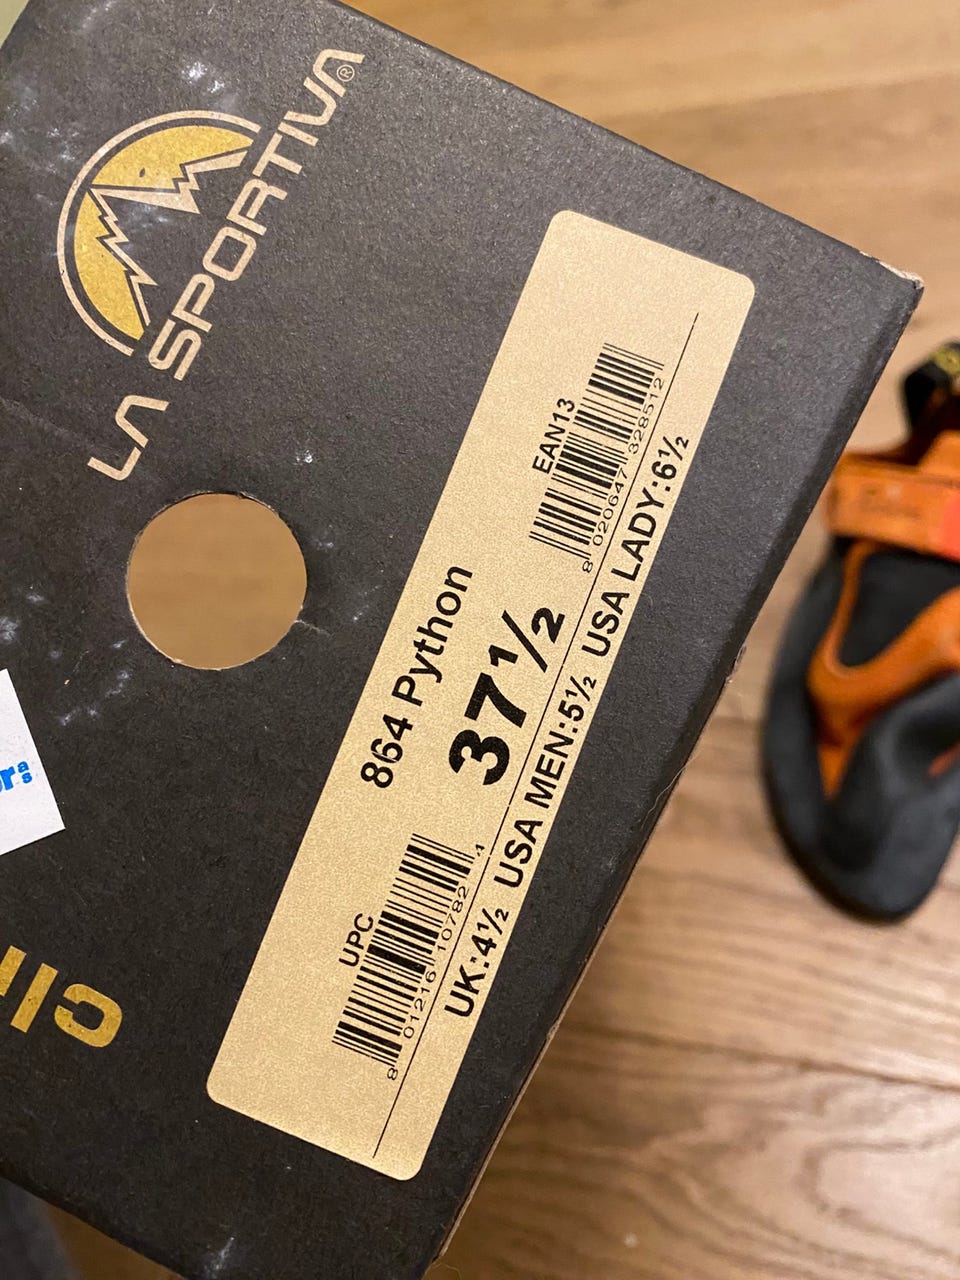 LA SPORTIVA®
864 Python
37½
UPC
8 01216 10782 4
EAN13
8 020647 328512
UK:4½ USA MEN:5½ USA LADY:6½